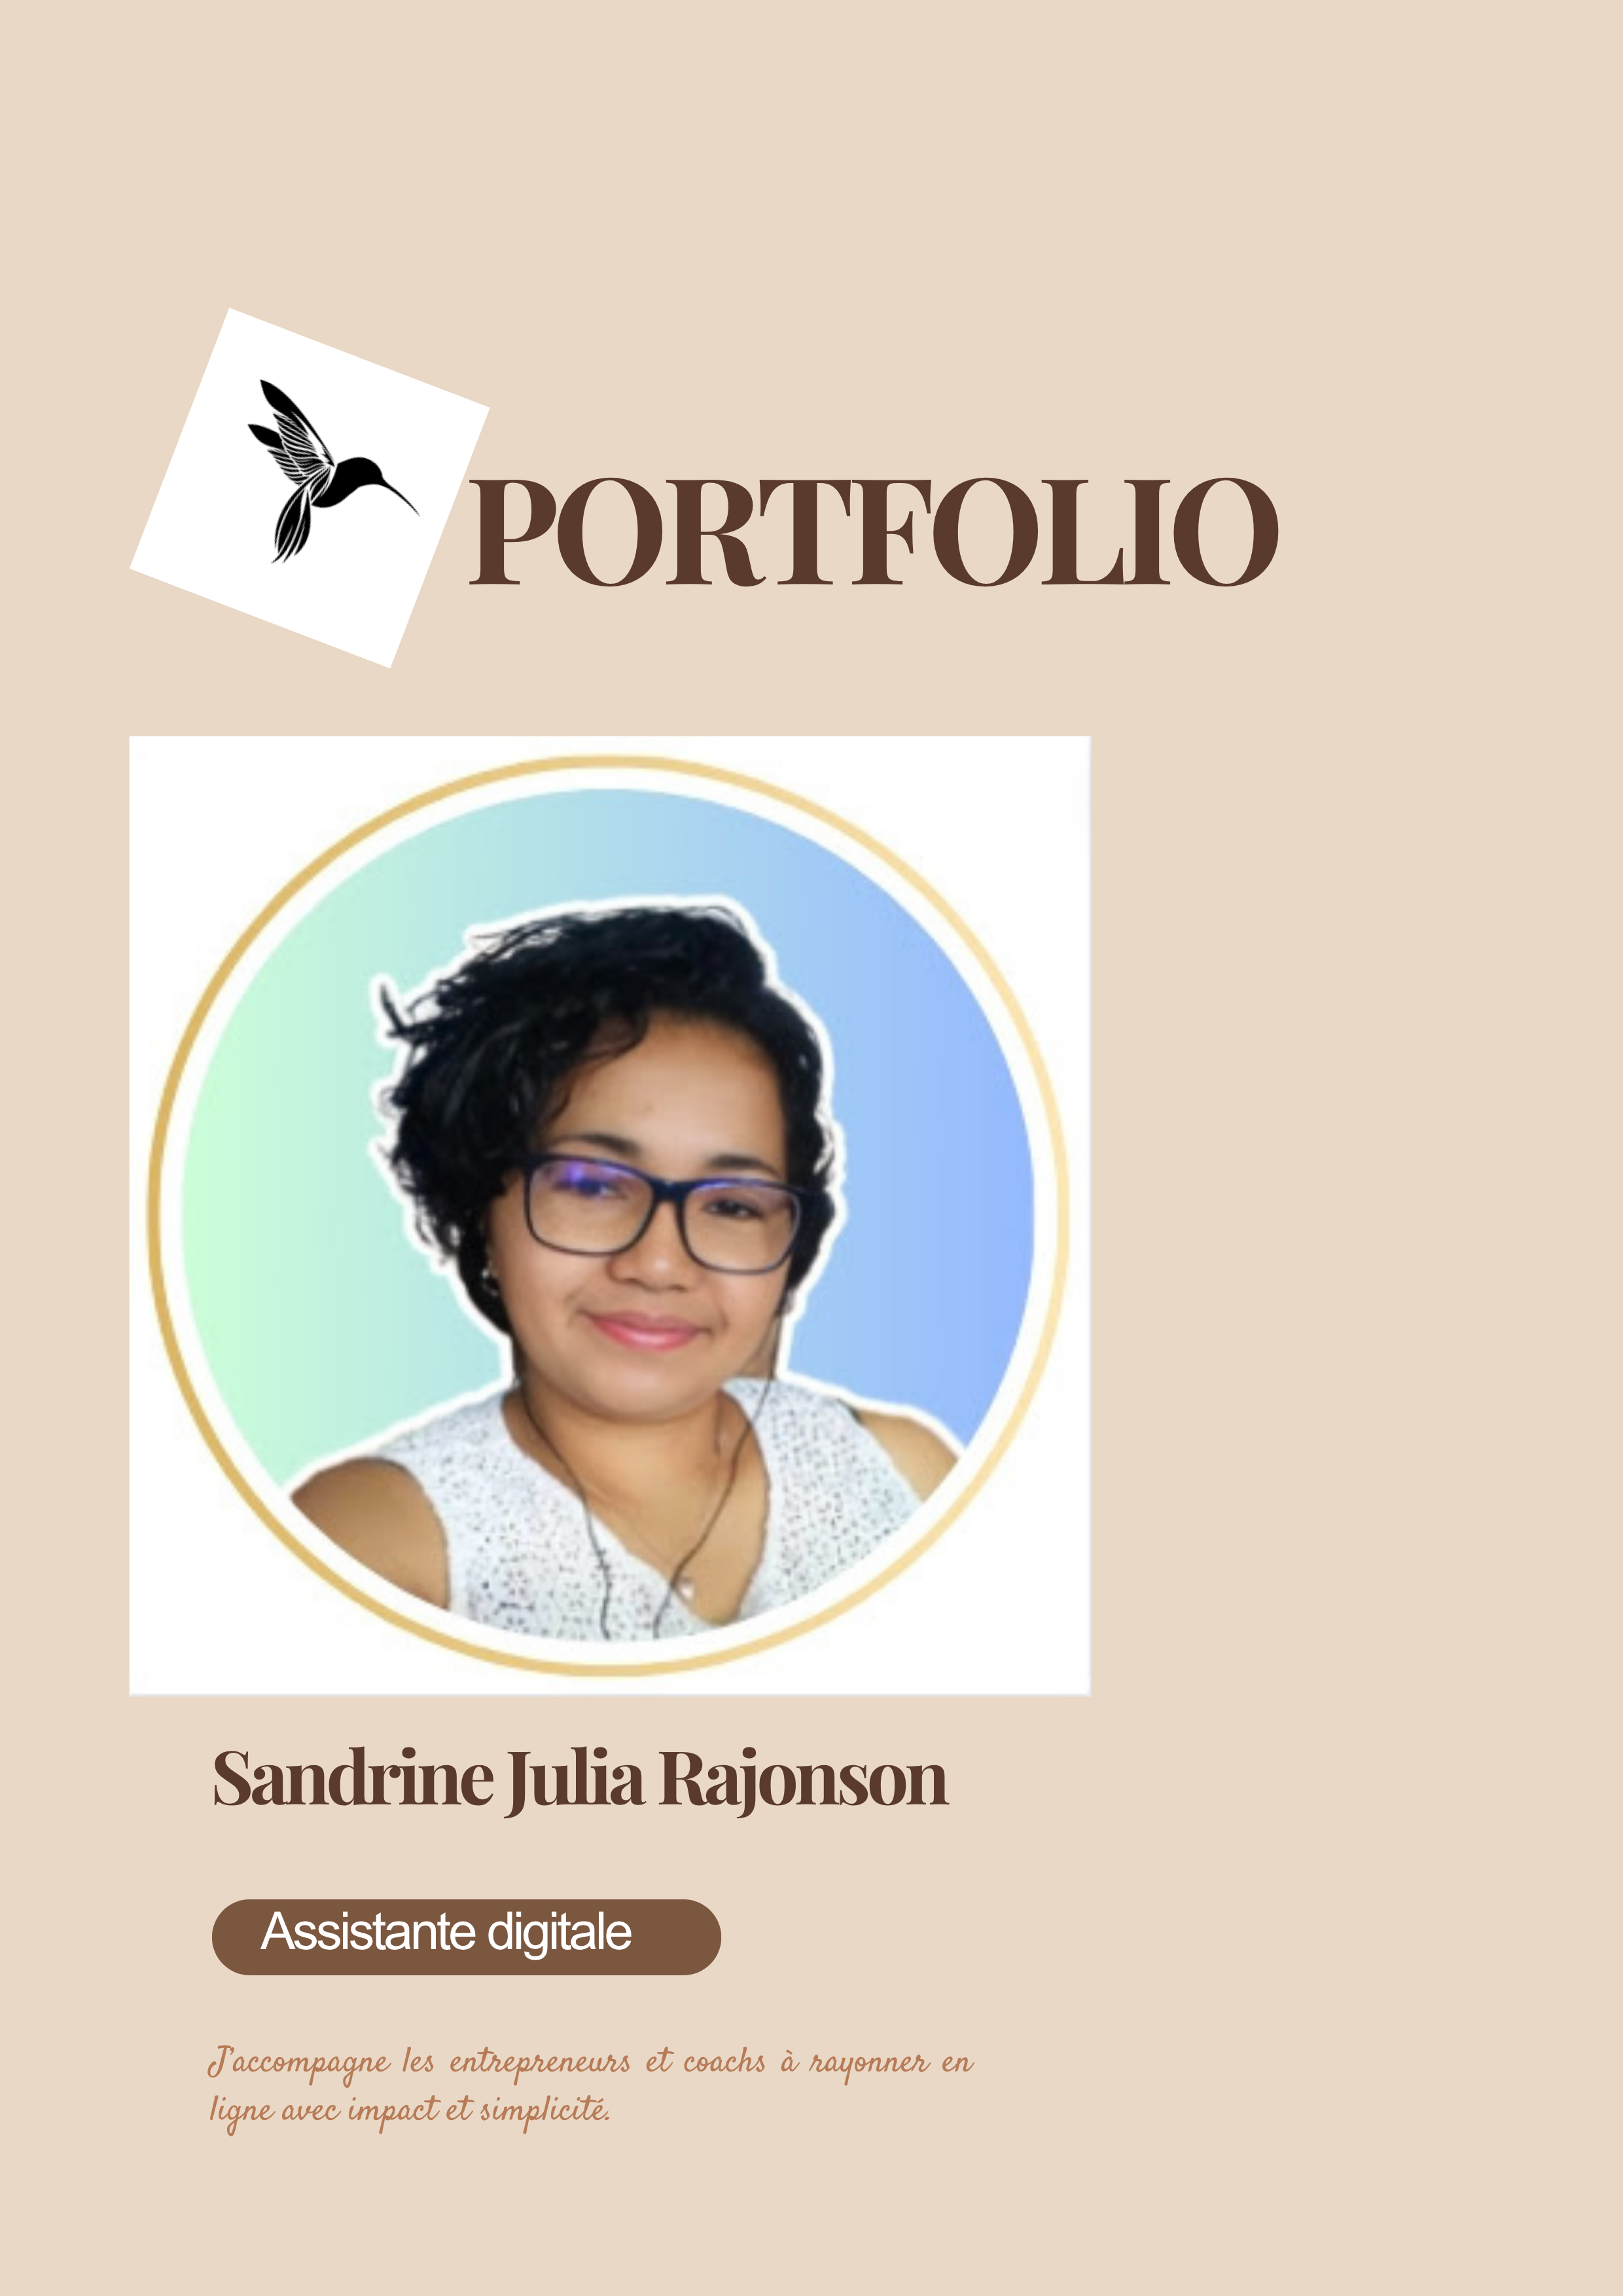 PORTFOLIO
Sandrine Julia Rajonson
Assistante digitale
J'accompagne les entrepreneurs et coachs à rayonner en
ligne avec impact et simplicité.